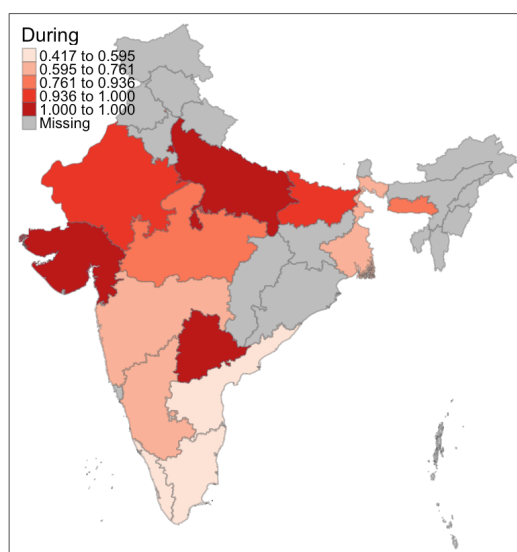 During
0.417 to 0.595
0.595 to 0.761
0.761 to 0.936
0.936 to 1.000
1.000 to 1.000
Missing